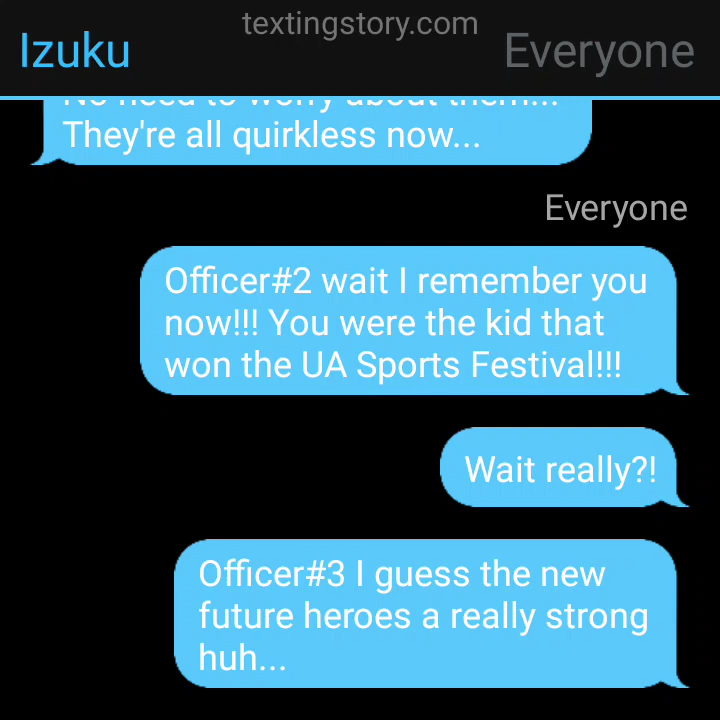 textingstory.com
Izuku
Everyone
No need to worry about them...
They're all quirkless now...
Everyone
Officer#2 wait I remember you
now!!! You were the kid that
won the UA Sports Festival!!!
Wait really?!
Officer#3 I guess the new
future heroes a really strong
huh...